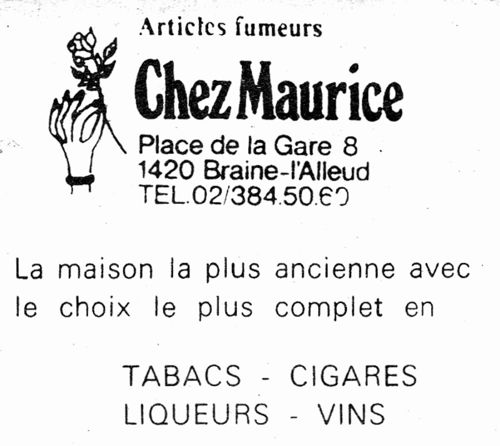 Articles fumeurs
Chez Maurice
Place de la Gare 8
1420 Braine-l'Alleud
TEL.02/384.50.60
La maison la plus ancienne avec
le choix le plus complet en
TABACS - CIGARES
LIQUEURS - VINS